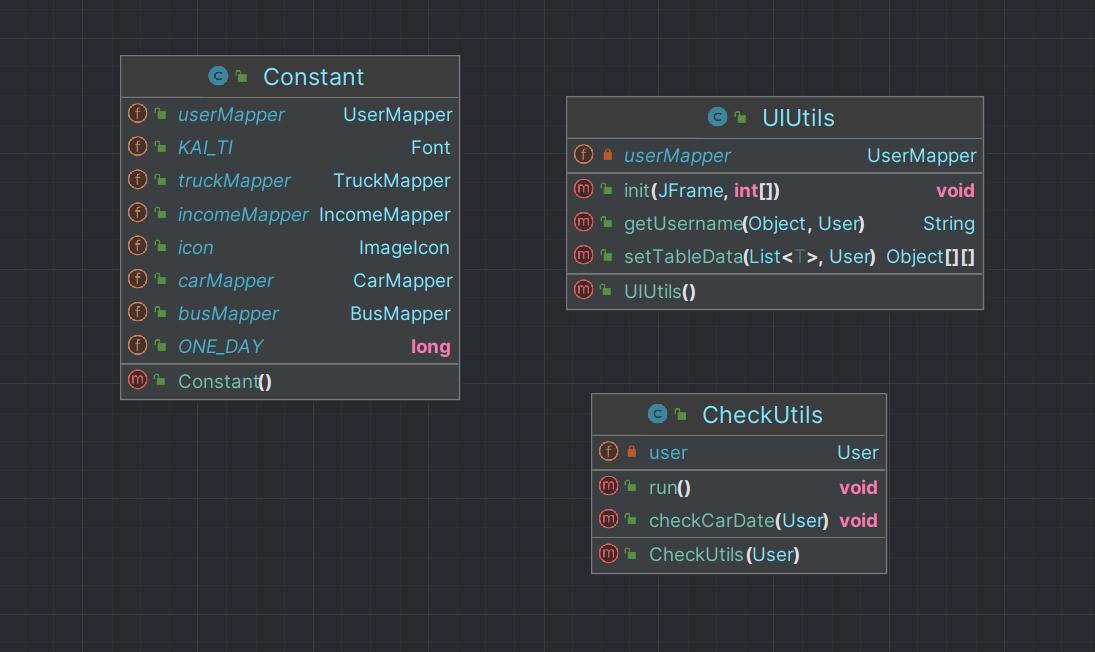 Constant
userMapper UserMapper
KAI_TI Font
truckMapper TruckMapper
incomeMapper IncomeMapper
icon ImageIcon
carMapper CarMapper
busMapper BusMapper
ONE_DAY long
Constant()
UIUtils
userMapper UserMapper
init(JFrame, int[]) void
getUsername(Object, User) String
setTableData(List<T>, User) Object[][]
UIUtils()
CheckUtils
user User
run() void
checkCarDate(User) void
CheckUtils(User)